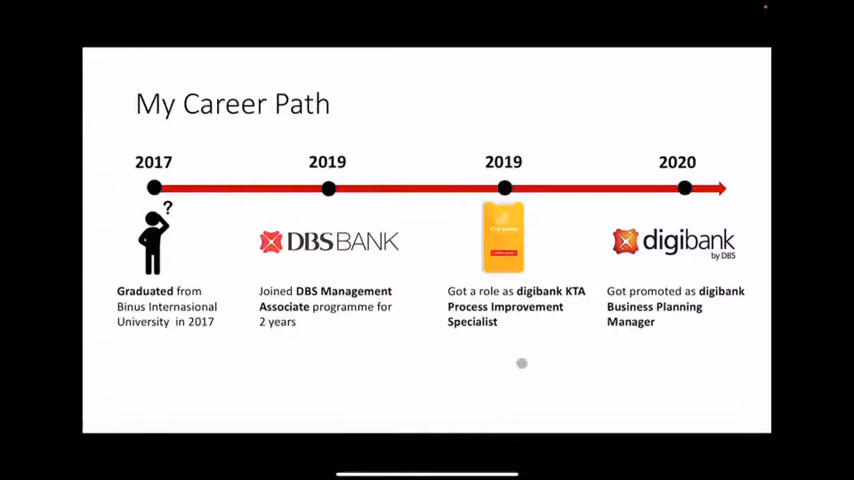 My Career Path
2017
2019
2019
2020
?
DBS BANK
digibank
by DBS
Graduated from
Binus Internasional
University in 2017
Joined DBS Management
Associate programme for
2 years
Got a role as digibank KTA
Process Improvement
Specialist
Got promoted as digibank
Business Planning
Manager